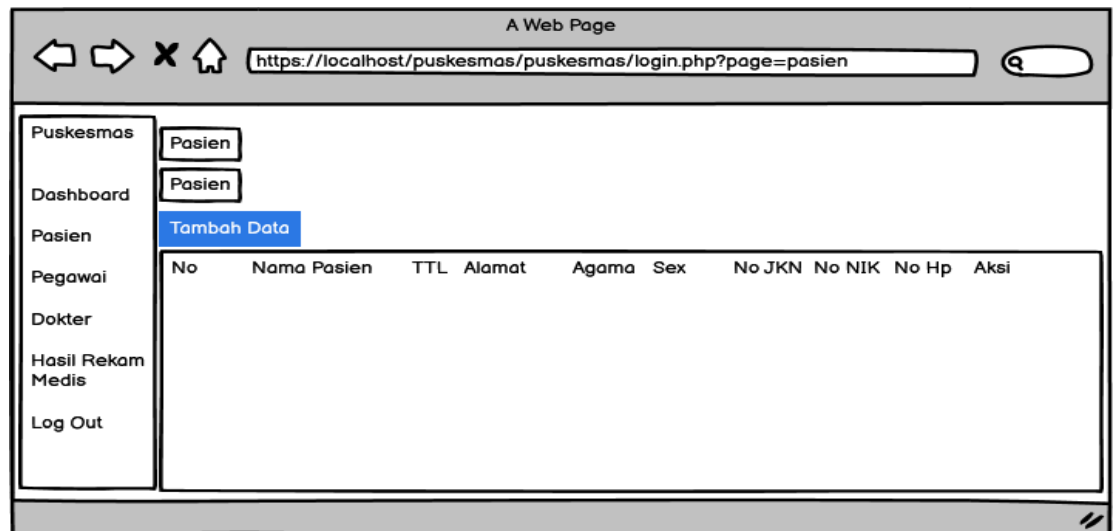 A Web Page
https://localhost/puskesmas/puskesmas/login.php?page=pasien
Puskesmas
Dashboard
Pasien
Pegawai
Dokter
Hasil Rekam
Medis
Log Out
Pasien
Pasien
Tambah Data
No Nama Pasien TTL Alamat Agama Sex No JKN No NIK No Hp Aksi